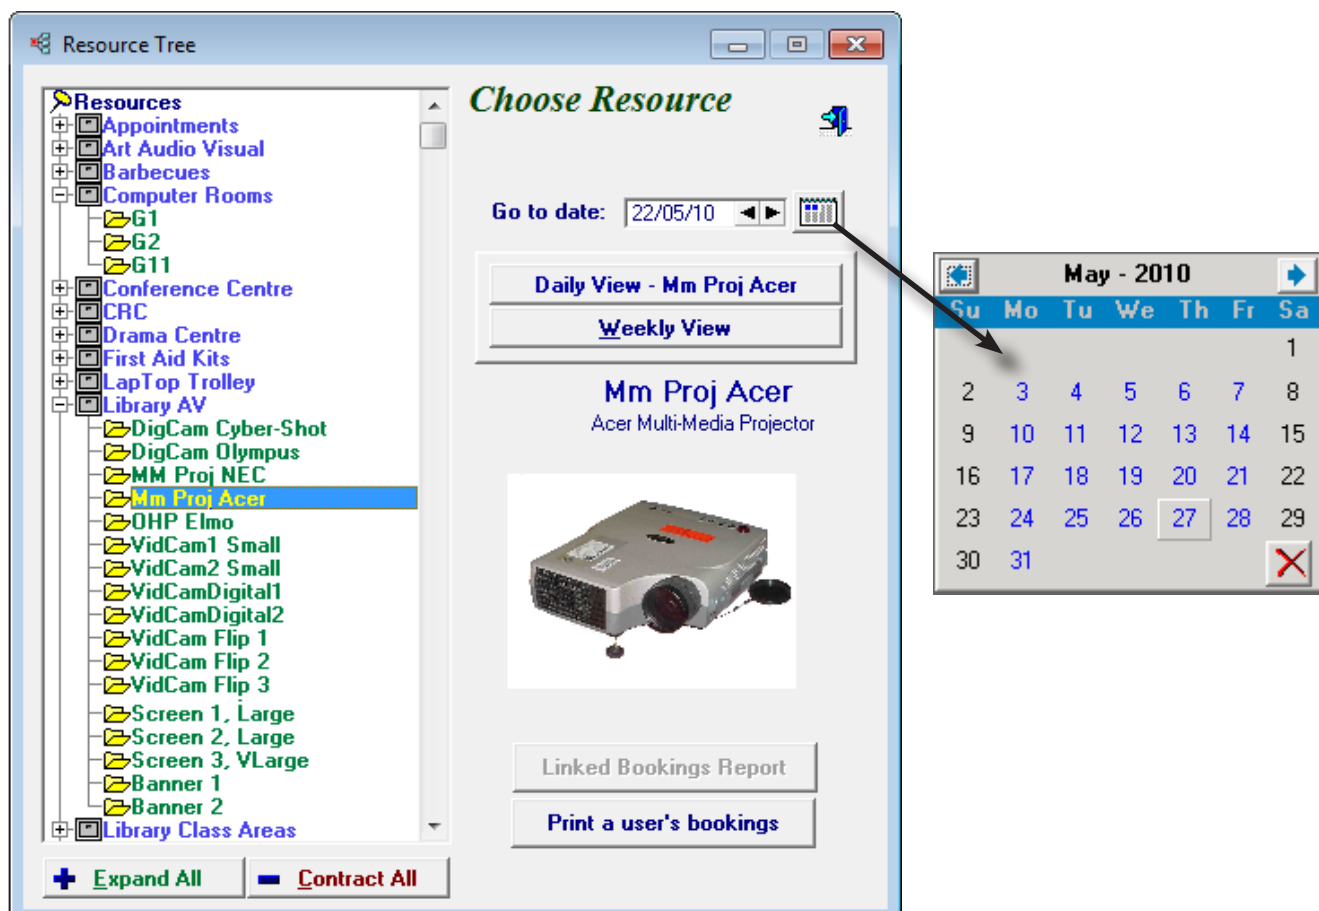 Resource Tree
Resources
Appointments
Art Audio Visual
Barbecues
Computer Rooms
G1
G2
G11
Conference Centre
CRC
Drama Centre
First Aid Kits
LapTop Trolley
Library AV
DigCam Cyber-Shot
DigCam Olympus
MM Proj NEC
Mm Proj Acer
OHP Elmo
VidCam1 Small
VidCam2 Small
VidCamDigital1
VidCamDigital2
VidCam Flip 1
VidCam Flip 2
VidCam Flip 3
Screen 1, Large
Screen 2, Large
Screen 3, VLarge
Banner 1
Banner 2
Library Class Areas
Expand All
Contract All
Choose Resource
Go to date: 22/05/10
Daily View - Mm Proj Acer
Weekly View
Mm Proj Acer
Acer Multi-Media Projector
Linked Bookings Report
Print a user's bookings
May - 2010
Su Mo Tu We Th Fr Sa
1
2 3 4 5 6 7 8
9 10 11 12 13 14 15
16 17 18 19 20 21 22
23 24 25 26 27 28 29
30 31